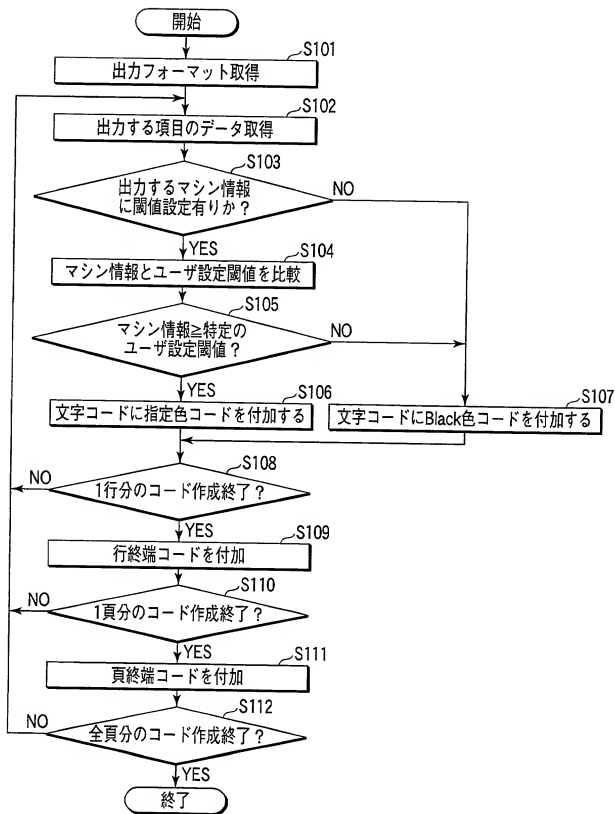 開始
S101
出力フォーマット取得
S102
出力する項目のデータ取得
S103
出力するマシン情報
に閾値設定有りか？
NO
YES
S104
マシン情報とユーザ設定閾値を比較
S105
マシン情報≧特定の
ユーザ設定閾値？
NO
YES
S106
文字コードに指定色コードを付加する
S107
文字コードにBlack色コードを付加する
S108
NO
1行分のコード作成終了？
YES
S109
行終端コードを付加
S110
NO
1頁分のコード作成終了？
YES
S111
頁終端コードを付加
S112
NO
全頁分のコード作成終了？
YES
終了